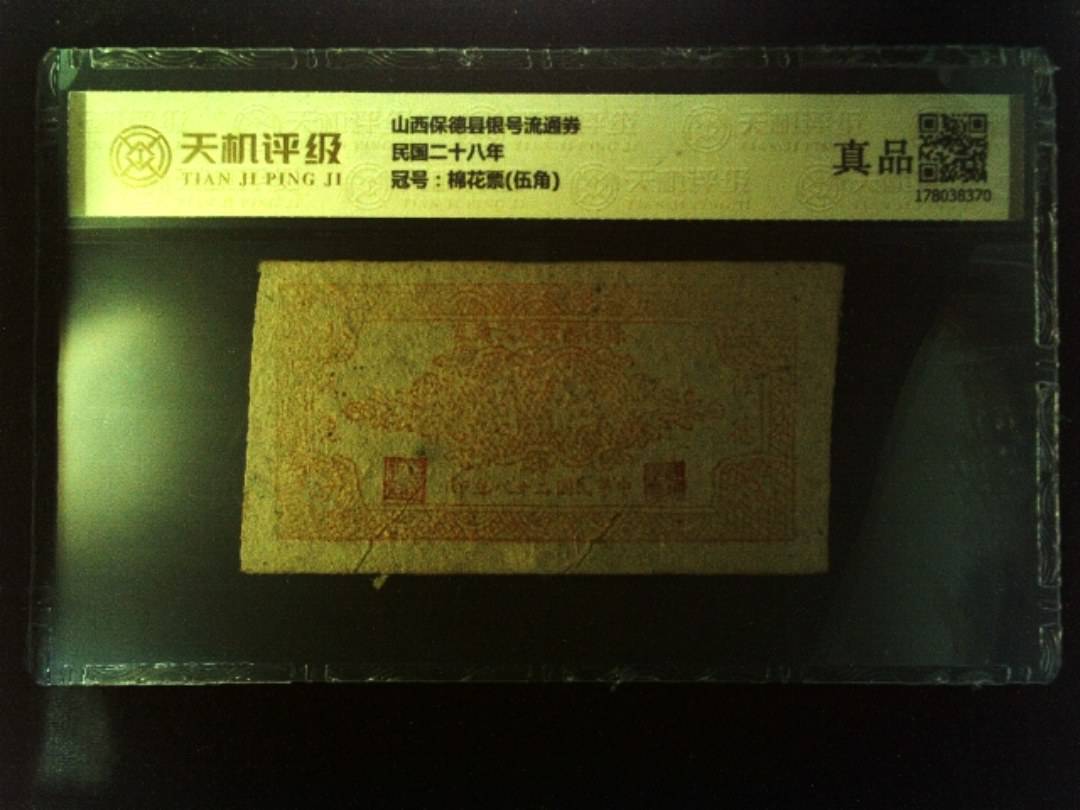 天机评级
TIAN JI PING JI
山西保德县银号流通券
民国二十八年
冠号：棉花票(伍角)
真品
178038370